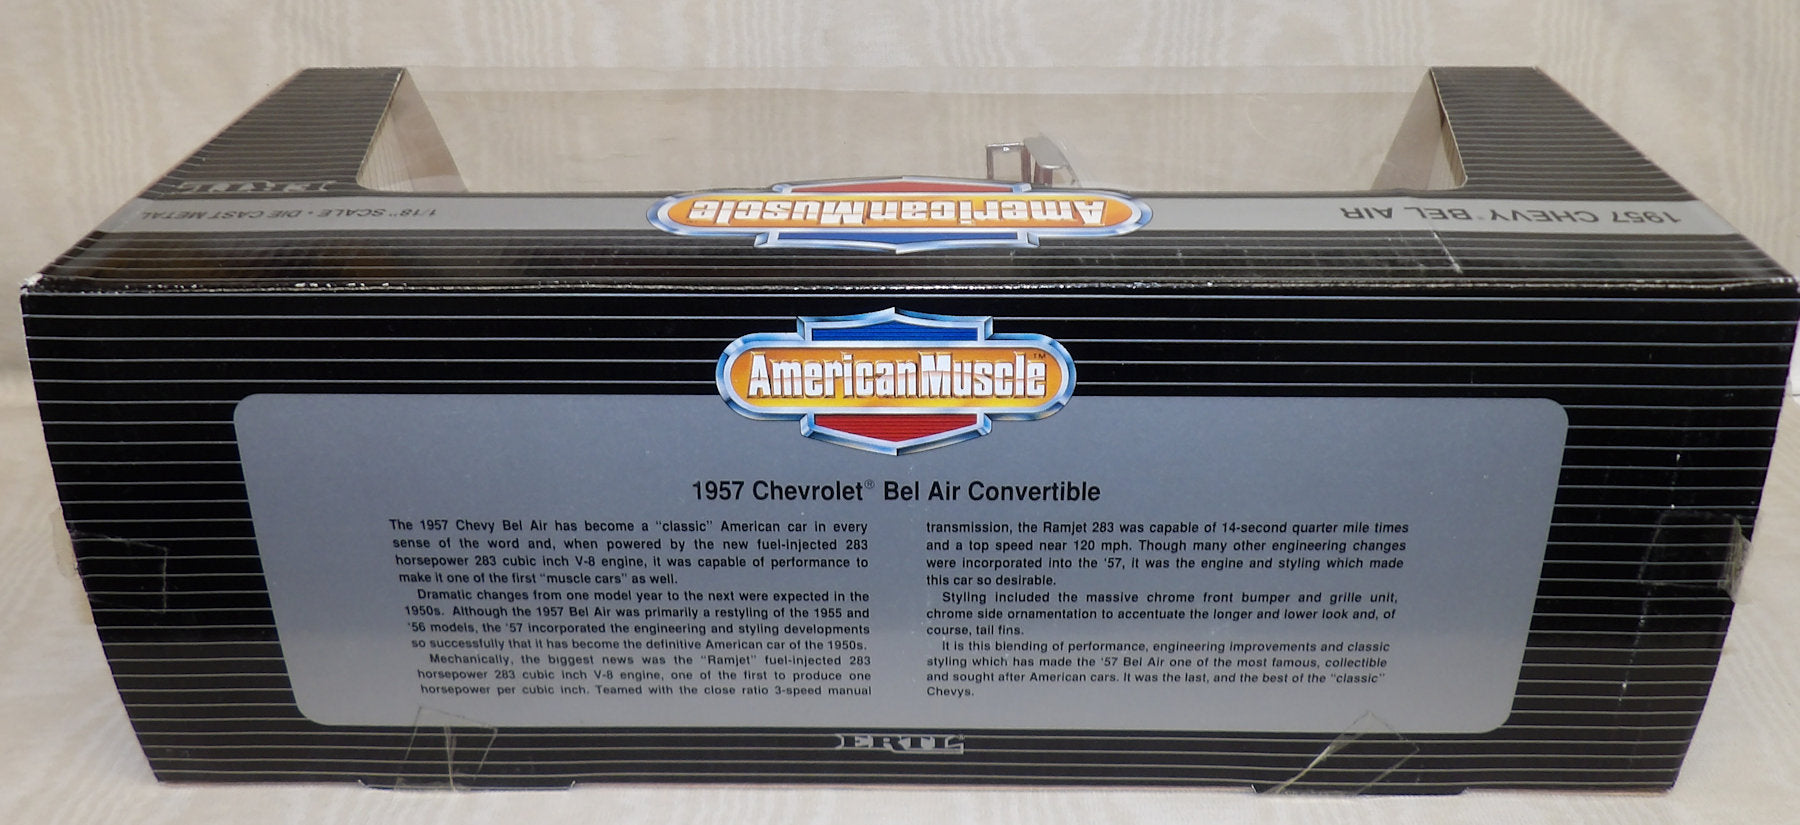 ERTL
1/18" SCALE • DIE CAST METAL
AmericanMuscle
1957 CHEVY® BEL AIR
AmericanMuscle™
1957 Chevrolet® Bel Air Convertible
The 1957 Chevy Bel Air has become a "classic" American car in every
sense of the word and, when powered by the new fuel-injected 283
horsepower 283 cubic inch V-8 engine, it was capable of performance to
make it one of the first "muscle cars" as well.
Dramatic changes from one model year to the next were expected in the
1950s. Although the 1957 Bel Air was primarily a restyling of the 1955 and
'56 models, the '57 incorporated the engineering and styling developments
so successfully that it has become the definitive American car of the 1950s.
Mechanically, the biggest news was the "Ramjet" fuel-injected 283
horsepower 283 cubic inch V-8 engine, one of the first to produce one
horsepower per cubic inch. Teamed with the close ratio 3-speed manual
transmission, the Ramjet 283 was capable of 14-second quarter mile times
and a top speed near 120 mph. Though many other engineering changes
were incorporated into the '57, it was the engine and styling which made
this car so desirable.
Styling included the massive chrome front bumper and grille unit,
chrome side ornamentation to accentuate the longer and lower look and, of
course, tail fins.
It is this blending of performance, engineering improvements and classic
styling which has made the '57 Bel Air one of the most famous, collectible
and sought after American cars. It was the last, and the best of the "classic"
Chevys.
ERTL